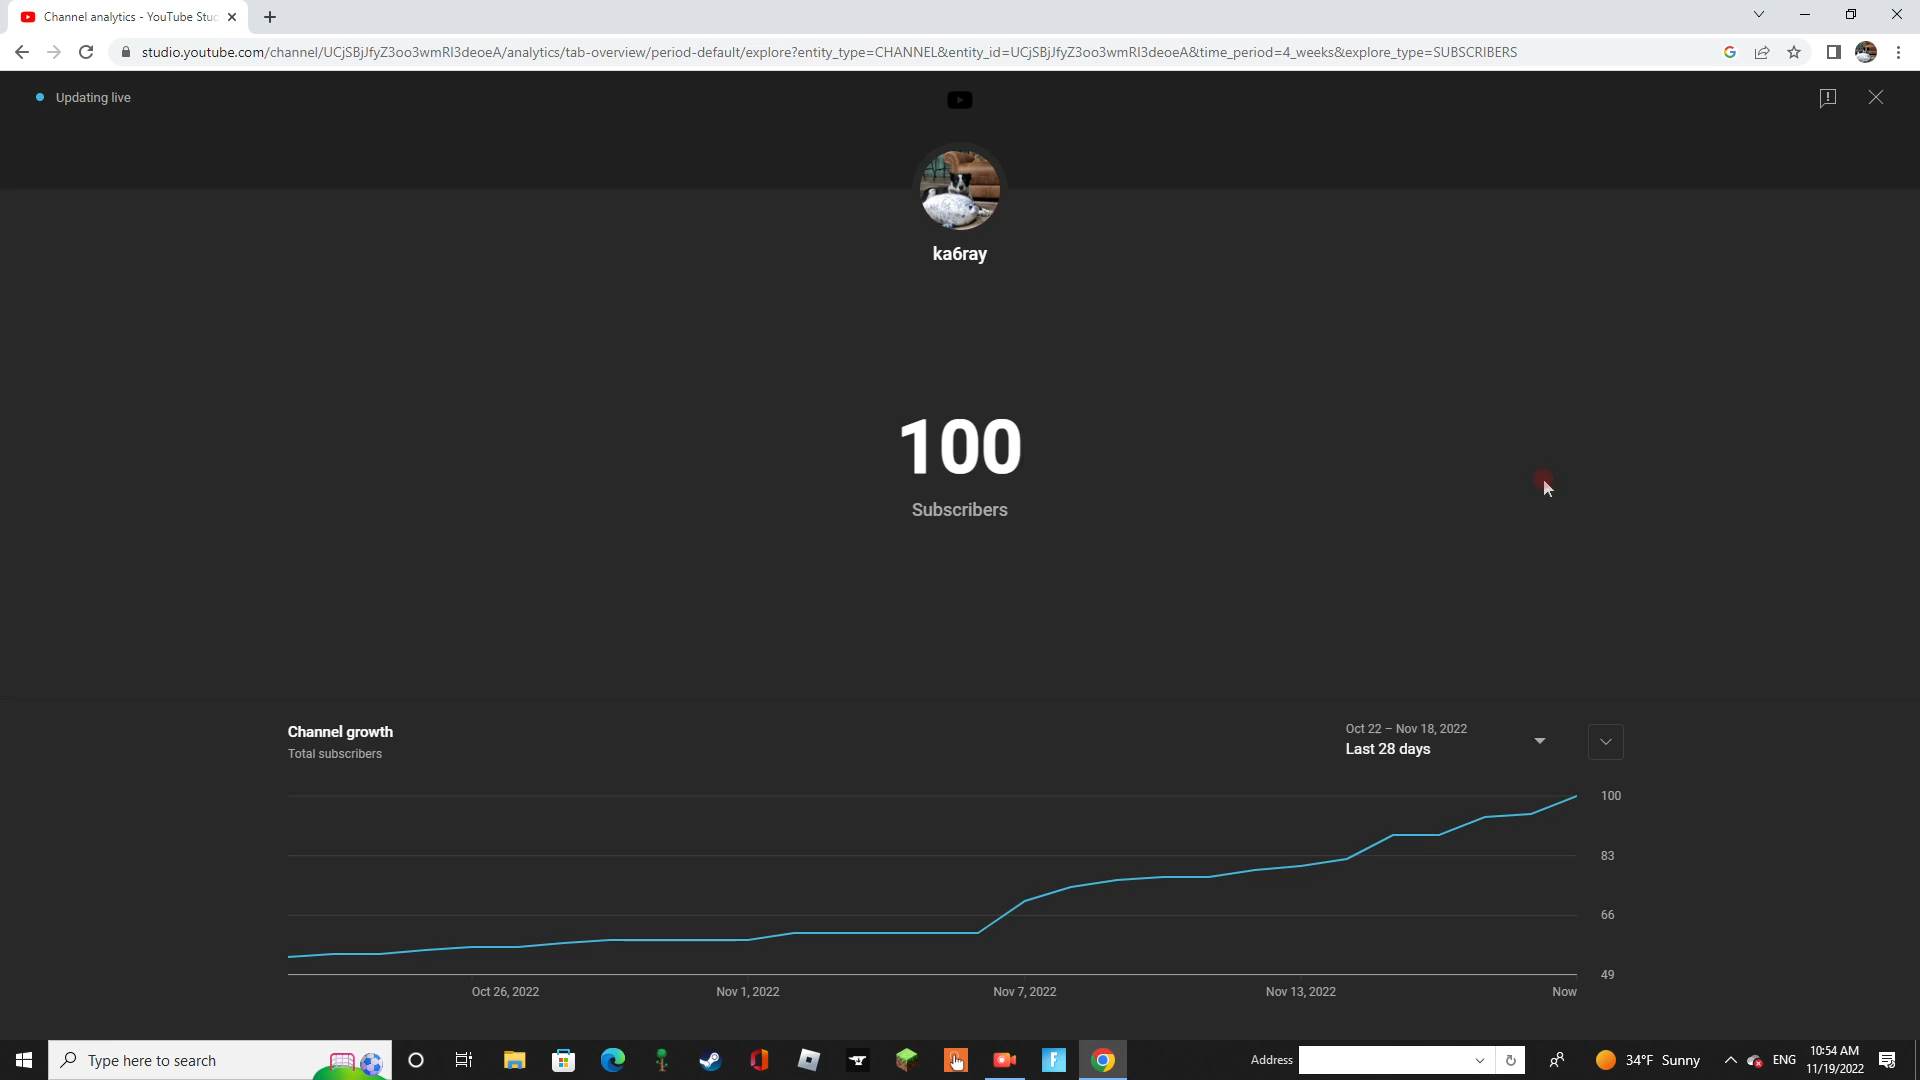 Channel analytics - YouTube Stu
studio.youtube.com/channel/UCjSBjJfyZ3oo3wmRI3deoeA/analytics/tab-overview/period-default/explore?entity_type=CHANNEL&entity_id=UCjSBjJfyZ3oo3wmRI3deoeA&time_period=4_weeks&explore_type=SUBSCRIBERS
Updating live
ka6ray
100
Subscribers
Channel growth
Total subscribers
Oct 22 – Nov 18, 2022
Last 28 days
100
83
66
49
Oct 26, 2022
Nov 1, 2022
Nov 7, 2022
Nov 13, 2022
Now
Type here to search
Address
34°F Sunny
ENG
10:54 AM
11/19/2022